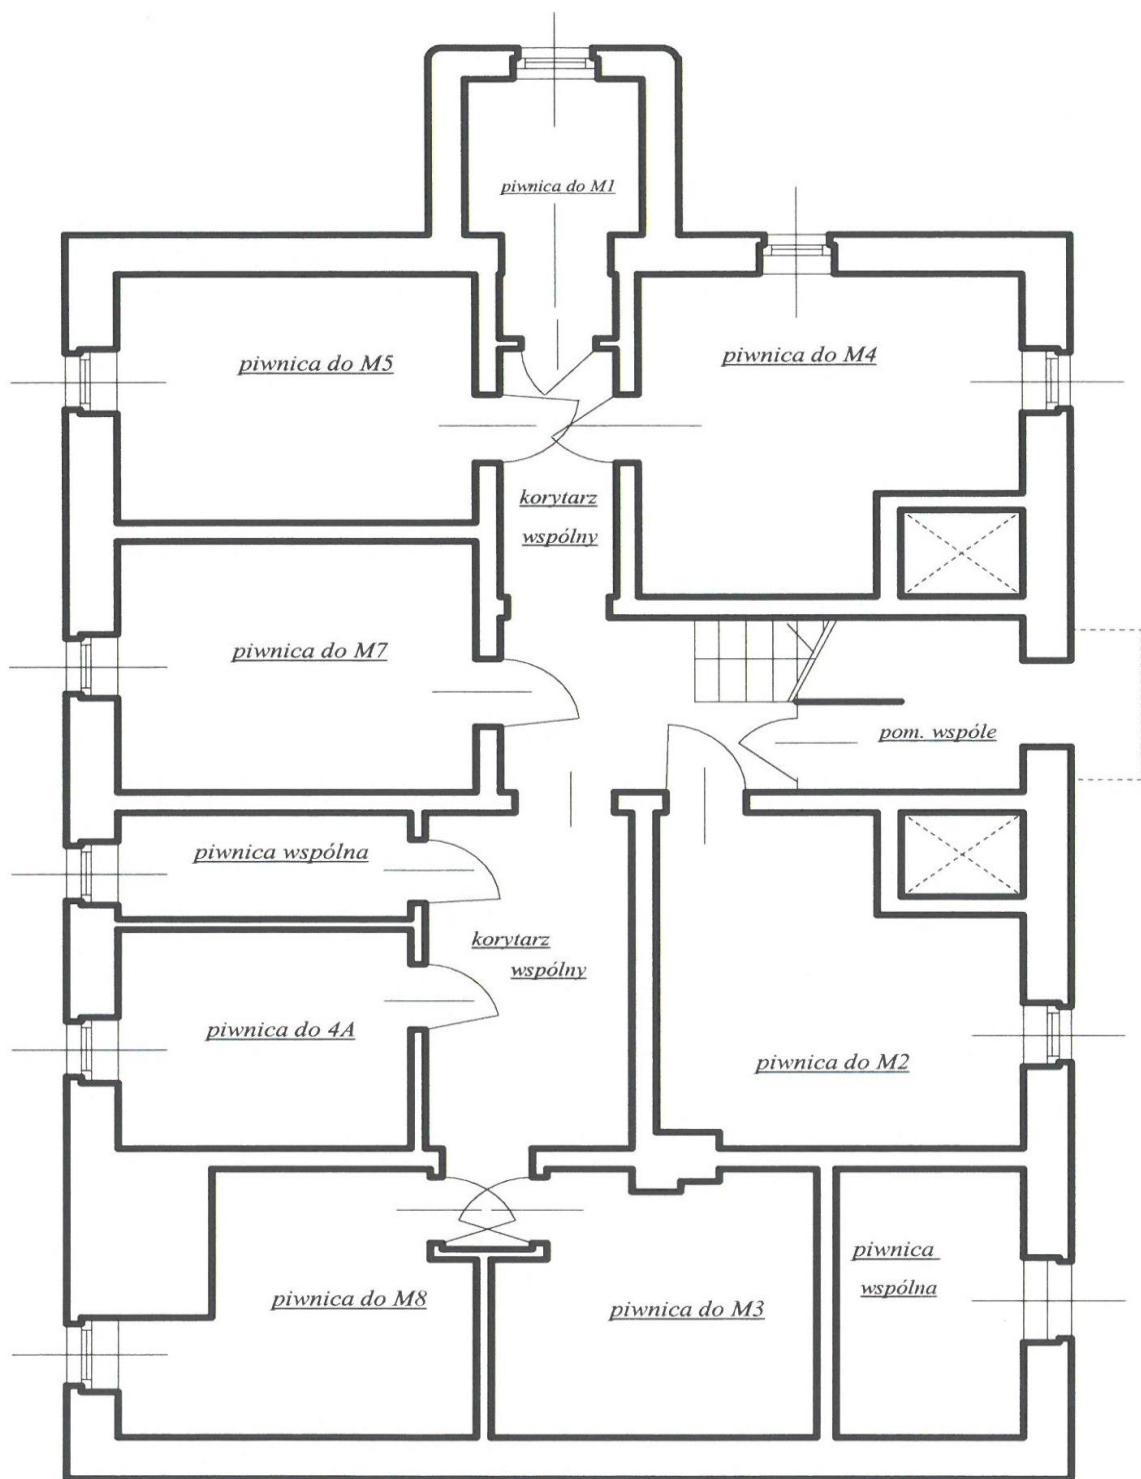 piwnica do M1
piwnica do M5
piwnica do M4
korytarz
wspólny
piwnica do M7
pom. wspóle
piwnica wspólna
korytarz
wspólny
piwnica do 4A
piwnica do M2
piwnica
wspólna
piwnica do M8
piwnica do M3